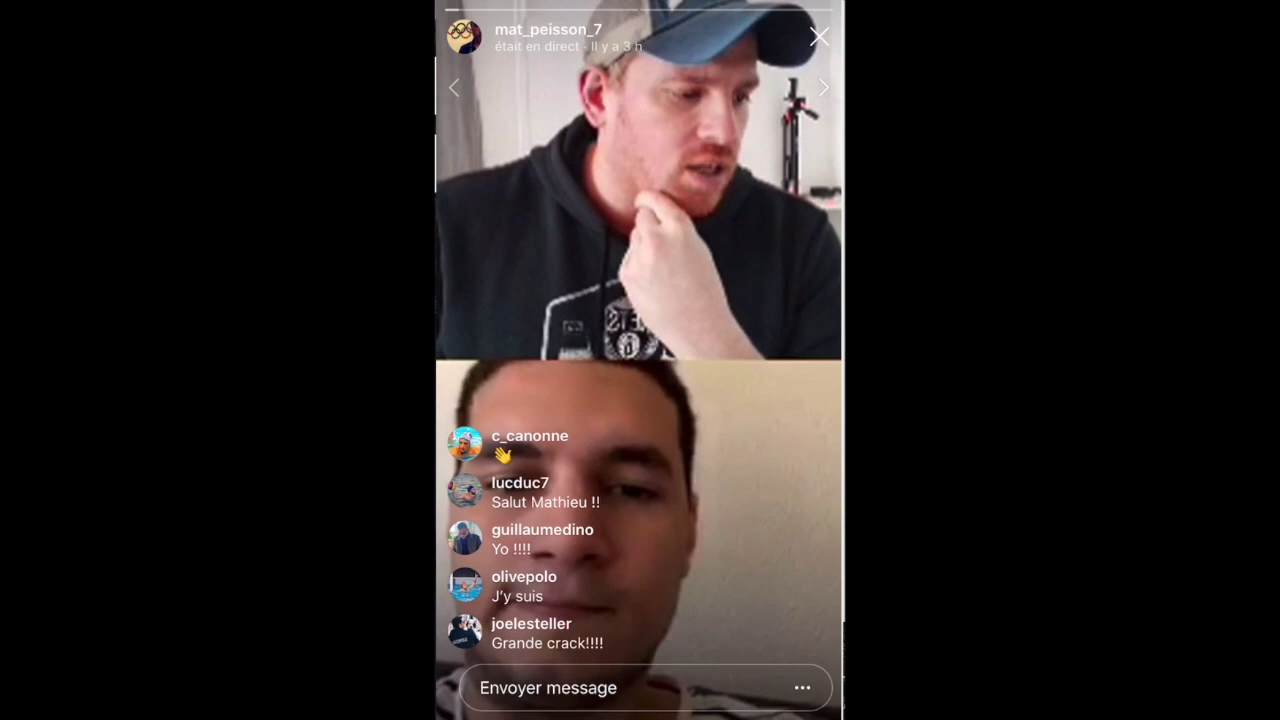 mat_peisson_7
était en direct · Il y a 3 h
c_canonne
lucduc7
Salut Mathieu !!
guillaumedino
Yo !!!!
olivepolo
J'y suis
joelesteller
Grande crack!!!!
Envoyer message